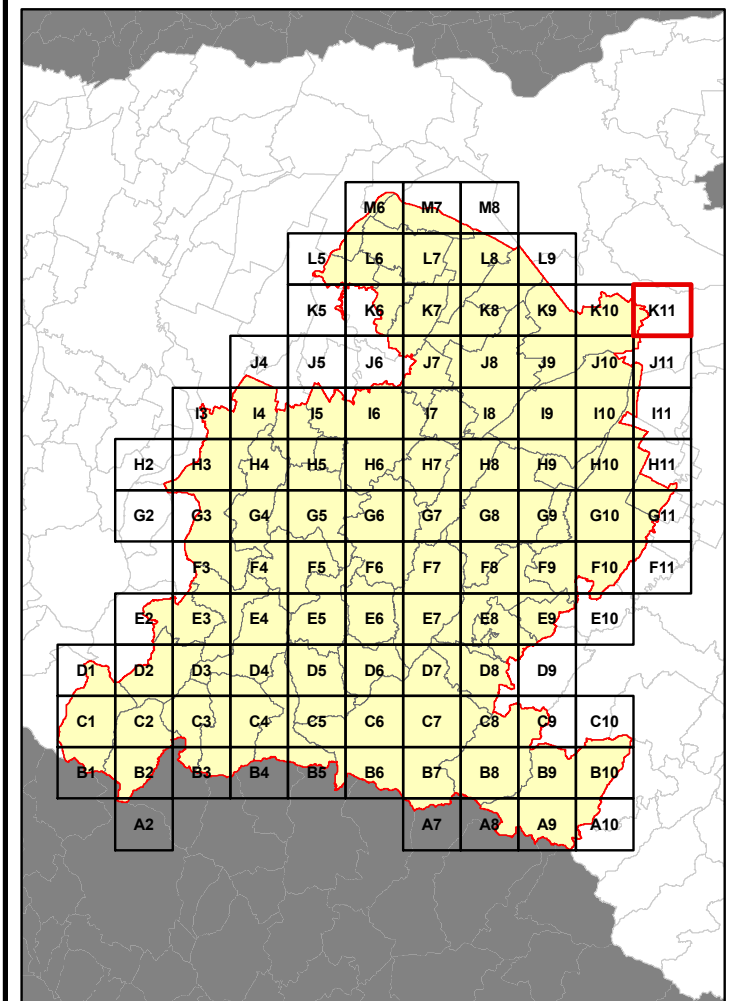 M6 M7 M8
L5 L6 L7 L8 L9
K5 K6 K7 K8 K9 K10 K11
J4 J5 J6 J7 J8 J9 J10 J11
I3 I4 I5 I6 I7 I8 I9 I10 I11
H2 H3 H4 H5 H6 H7 H8 H9 H10 H11
G2 G3 G4 G5 G6 G7 G8 G9 G10 G11
F3 F4 F5 F6 F7 F8 F9 F10 F11
E2 E3 E4 E5 E6 E7 E8 E9 E10
D1 D2 D3 D4 D5 D6 D7 D8 D9
C1 C2 C3 C4 C5 C6 C7 C8 C9 C10
B1 B2 B3 B4 B5 B6 B7 B8 B9 B10
A2 A7 A8 A9 A10